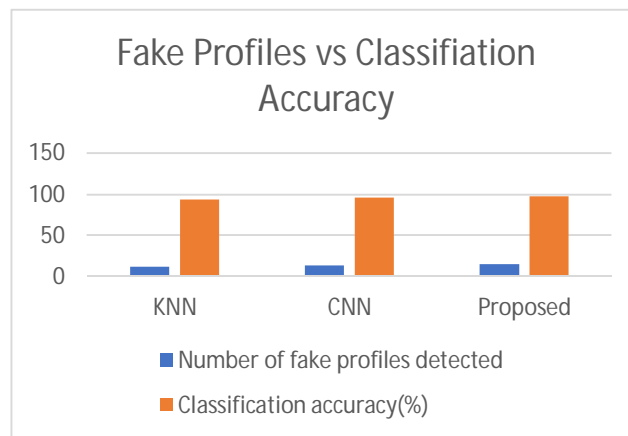 Fake Profiles vs Classifiation
Accuracy
150
100
50
0
KNN CNN Proposed
Number of fake profiles detected
Classification accuracy(%)